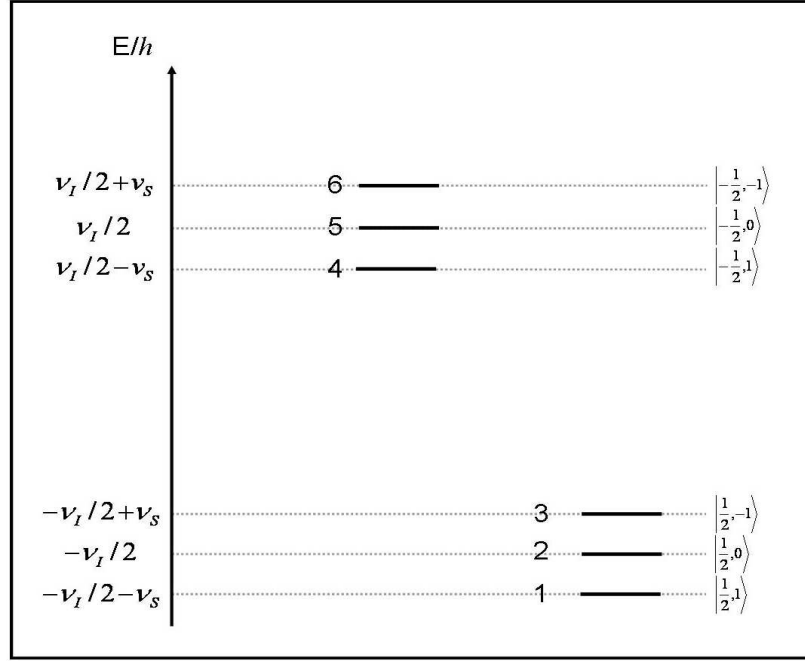 E/h
ν_I/2+ν_S 6 |-1/2,-1⟩
ν_I/2 5 |-1/2,0⟩
ν_I/2-ν_S 4 |-1/2,1⟩
-ν_I/2+ν_S 3 |1/2,-1⟩
-ν_I/2 2 |1/2,0⟩
-ν_I/2-ν_S 1 |1/2,1⟩